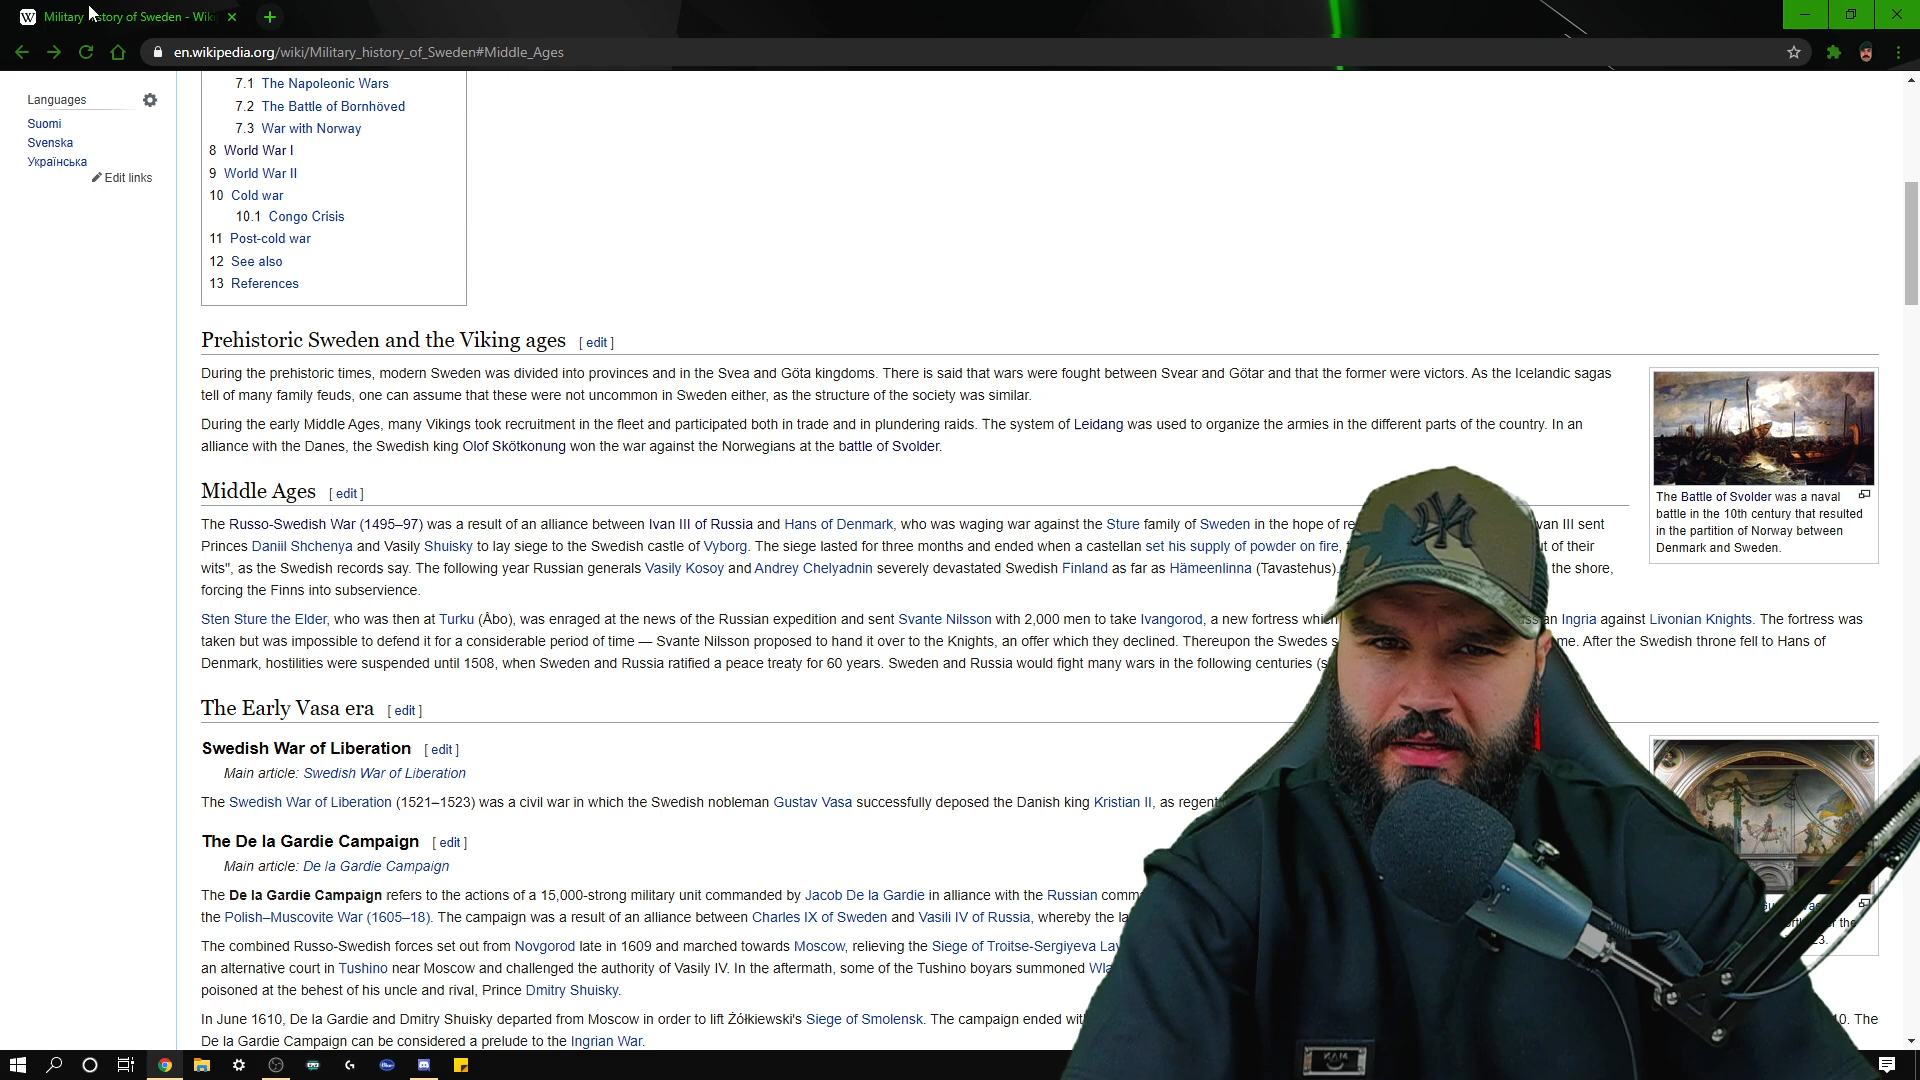 Military history of Sweden - Wiki
en.wikipedia.org/wiki/Military_history_of_Sweden#Middle_Ages
Languages
Suomi
Svenska
Українська
Edit links
7.1 The Napoleonic Wars
7.2 The Battle of Bornhöved
7.3 War with Norway
8 World War I
9 World War II
10 Cold war
10.1 Congo Crisis
11 Post-cold war
12 See also
13 References
Prehistoric Sweden and the Viking ages [ edit ]
During the prehistoric times, modern Sweden was divided into provinces and in the Svea and Göta kingdoms. There is said that wars were fought between Svear and Götar and that the former were victors. As the Icelandic sagas
tell of many family feuds, one can assume that these were not uncommon in Sweden either, as the structure of the society was similar.
During the early Middle Ages, many Vikings took recruitment in the fleet and participated both in trade and in plundering raids. The system of Leidang was used to organize the armies in the different parts of the country. In an
alliance with the Danes, the Swedish king Olof Skötkonung won the war against the Norwegians at the battle of Svolder.
The Battle of Svolder was a naval
battle in the 10th century that resulted
in the partition of Norway between
Denmark and Sweden.
Middle Ages [ edit ]
The Russo-Swedish War (1495–97) was a result of an alliance between Ivan III of Russia and Hans of Denmark, who was waging war against the Sture family of Sweden in the hope of Ivan III sent
Princes Daniil Shchenya and Vasily Shuisky to lay siege to the Swedish castle of Vyborg. The siege lasted for three months and ended when a castellan set his supply of powder on fire, of their
wits", as the Swedish records say. The following year Russian generals Vasily Kosoy and Andrey Chelyadnin severely devastated Swedish Finland as far as Hämeenlinna (Tavastehus). the shore,
forcing the Finns into subservience.
Sten Sture the Elder, who was then at Turku (Åbo), was enraged at the news of the Russian expedition and sent Svante Nilsson with 2,000 men to take Ivangorod, a new fortress Ingria against Livonian Knights. The fortress was
taken but was impossible to defend it for a considerable period of time — Svante Nilsson proposed to hand it over to the Knights, an offer which they declined. Thereupon the Swedes After the Swedish throne fell to Hans of
Denmark, hostilities were suspended until 1508, when Sweden and Russia ratified a peace treaty for 60 years. Sweden and Russia would fight many wars in the following centuries
The Early Vasa era [ edit ]
Swedish War of Liberation [ edit ]
Main article: Swedish War of Liberation
The Swedish War of Liberation (1521–1523) was a civil war in which the Swedish nobleman Gustav Vasa successfully deposed the Danish king Kristian II, as regent
The De la Gardie Campaign [ edit ]
Main article: De la Gardie Campaign
The De la Gardie Campaign refers to the actions of a 15,000-strong military unit commanded by Jacob De la Gardie in alliance with the Russian
the Polish–Muscovite War (1605–18). The campaign was a result of an alliance between Charles IX of Sweden and Vasili IV of Russia, whereby the
The combined Russo-Swedish forces set out from Novgorod late in 1609 and marched towards Moscow, relieving the Siege of Troitse-Sergiyeva
an alternative court in Tushino near Moscow and challenged the authority of Vasily IV. In the aftermath, some of the Tushino boyars summoned
poisoned at the behest of his uncle and rival, Prince Dmitry Shuisky.
In June 1610, De la Gardie and Dmitry Shuisky departed from Moscow in order to lift Żółkiewski's Siege of Smolensk. The campaign ended The
De la Gardie Campaign can be considered a prelude to the Ingrian War.